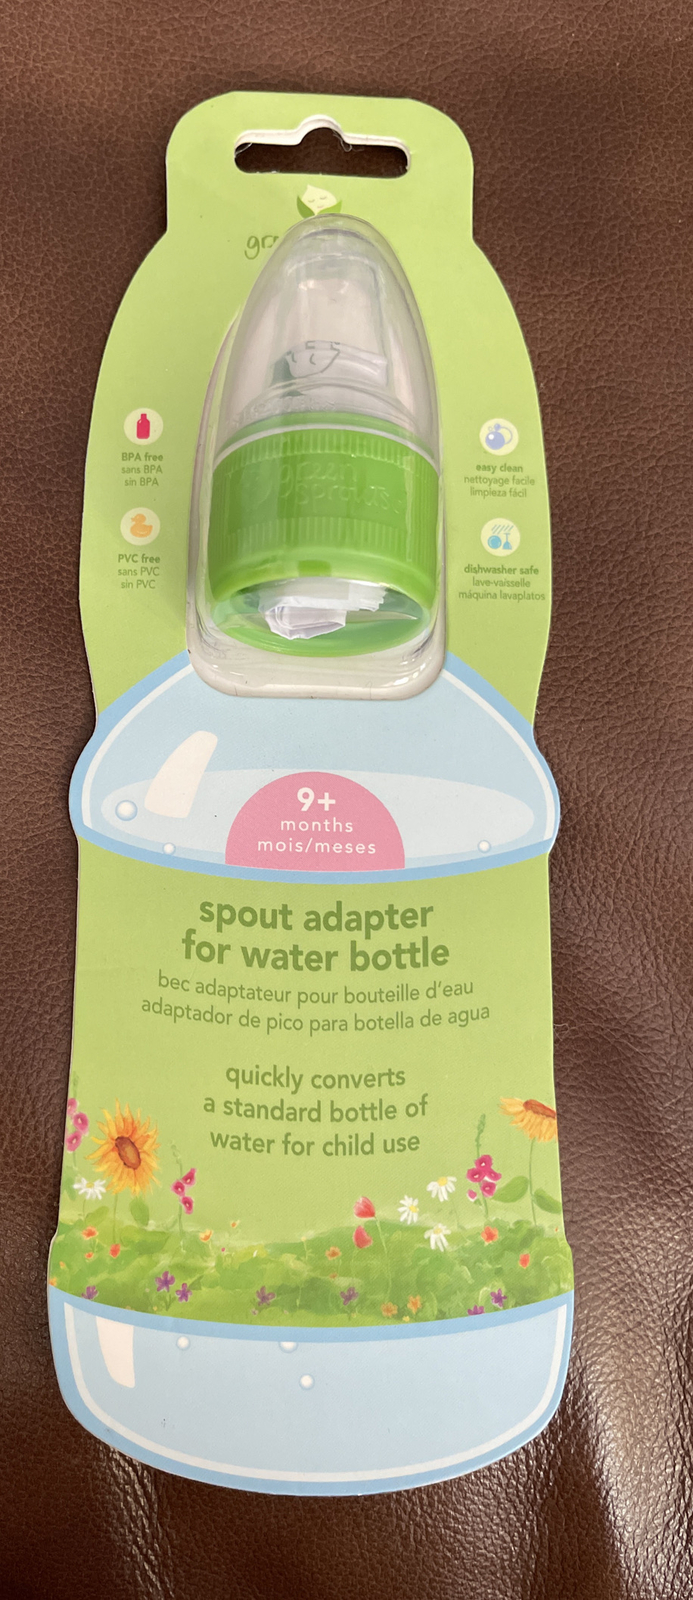 BPA free
sans BPA
sin BPA
PVC free
sans PVC
sin PVC
easy clean
nettoyage facile
limpieza fácil
dishwasher safe
lave-vaisselle
máquina lavaplatos
green
sprouts
9+
months
mois/meses
spout adapter
for water bottle
bec adaptateur pour bouteille d'eau
adaptador de pico para botella de agua
quickly converts
a standard bottle of
water for child use